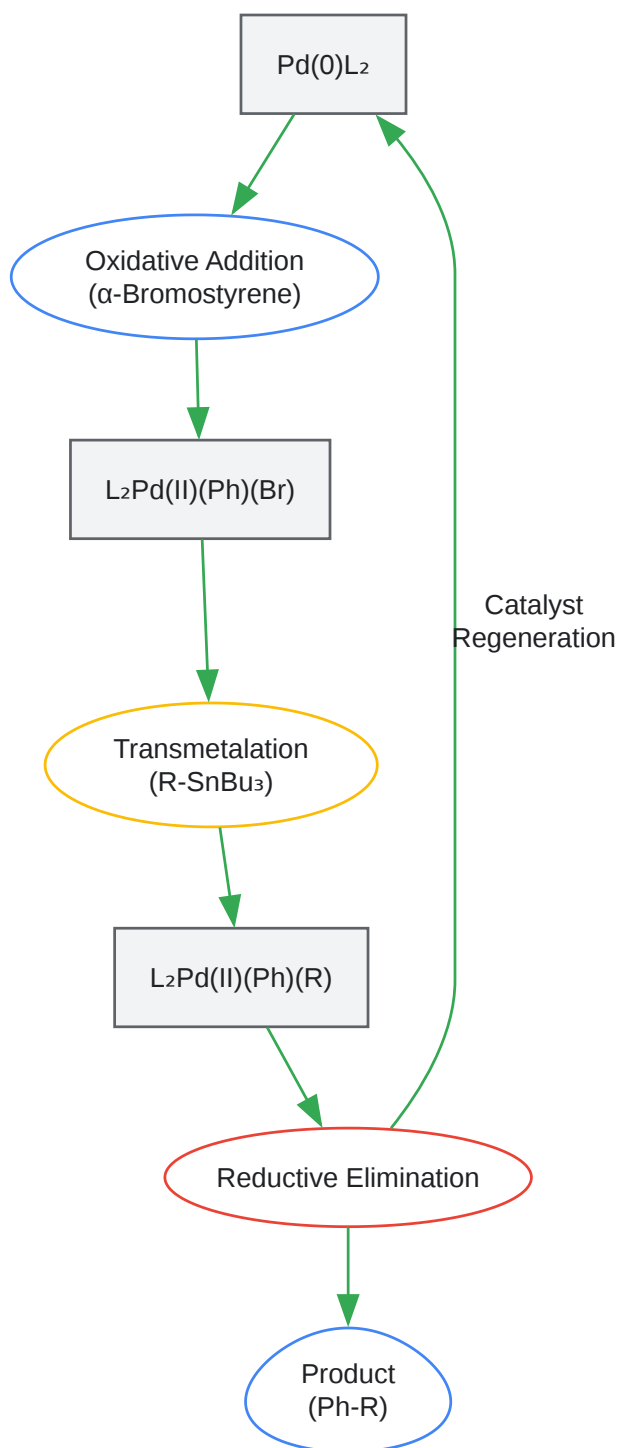 Pd(0)L₂
Oxidative Addition
(α-Bromostyrene)
L₂Pd(II)(Ph)(Br)
Catalyst
Regeneration
Transmetalation
(R-SnBu₃)
L₂Pd(II)(Ph)(R)
Reductive Elimination
Product
(Ph-R)